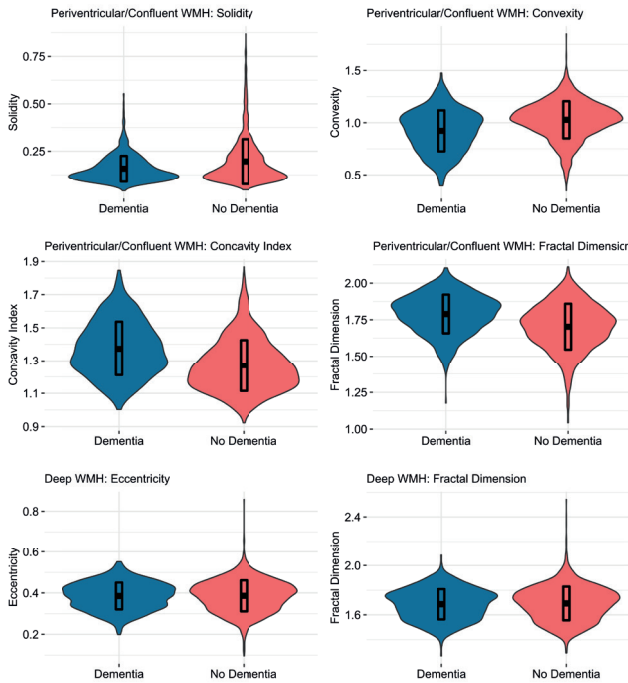 Periventricular/Confluent WMH: Solidity
0.75
0.50
0.25
Solidity
Dementia
No Dementia
Periventricular/Confluent WMH: Convexity
1.5
1.0
0.5
Convexity
Dementia
No Dementia
Periventricular/Confluent WMH: Concavity Index
1.9
1.7
1.5
1.3
1.1
0.9
Concavity Index
Dementia
No Dementia
Periventricular/Confluent WMH: Fractal Dimension
2.00
1.75
1.50
1.25
1.00
Fractal Dimension
Dementia
No Dementia
Deep WMH: Eccentricity
0.8
0.6
0.4
0.2
Eccentricity
Dementia
No Dementia
Deep WMH: Fractal Dimension
2.4
2.0
1.6
Fractal Dimension
Dementia
No Dementia